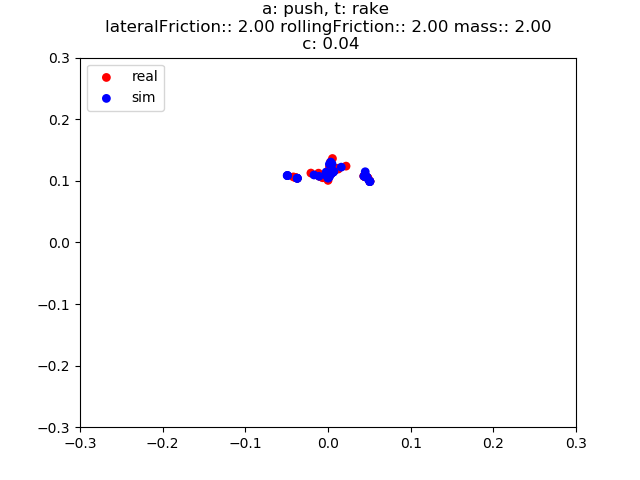 a: push, t: rake
lateralFriction:: 2.00 rollingFriction:: 2.00 mass:: 2.00
c: 0.04
real
sim
0.3
0.2
0.1
0.0
−0.1
−0.2
−0.3
−0.3
−0.2
−0.1
0.0
0.1
0.2
0.3